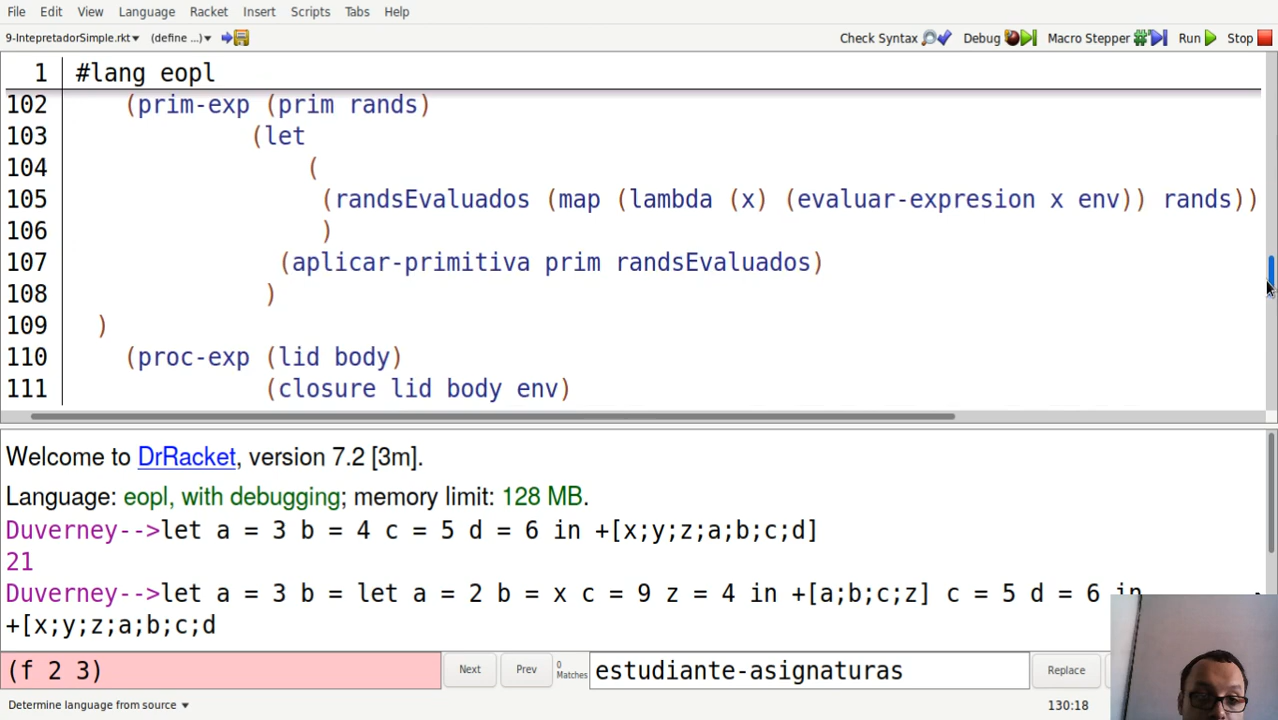 File Edit View Language Racket Insert Scripts Tabs Help
9-IntepretadorSimple.rkt (define ...) Check Syntax Debug Macro Stepper Run Stop
1 #lang eopl
102 (prim-exp (prim rands)
103 (let
104 (
105 (randsEvaluados (map (lambda (x) (evaluar-expresion x env)) rands))
106 )
107 (aplicar-primitiva prim randsEvaluados)
108 )
109 )
110 (proc-exp (lid body)
111 (closure lid body env)
Welcome to DrRacket, version 7.2 [3m].
Language: eopl, with debugging; memory limit: 128 MB.
Duverney-->let a = 3 b = 4 c = 5 d = 6 in +[x;y;z;a;b;c;d]
21
Duverney-->let a = 3 b = let a = 2 b = x c = 9 z = 4 in +[a;b;c;z] c = 5 d = 6 in
+[x;y;z;a;b;c;d
(f 2 3) Next Prev 0 Matches estudiante-asignaturas Replace
Determine language from source 130:18